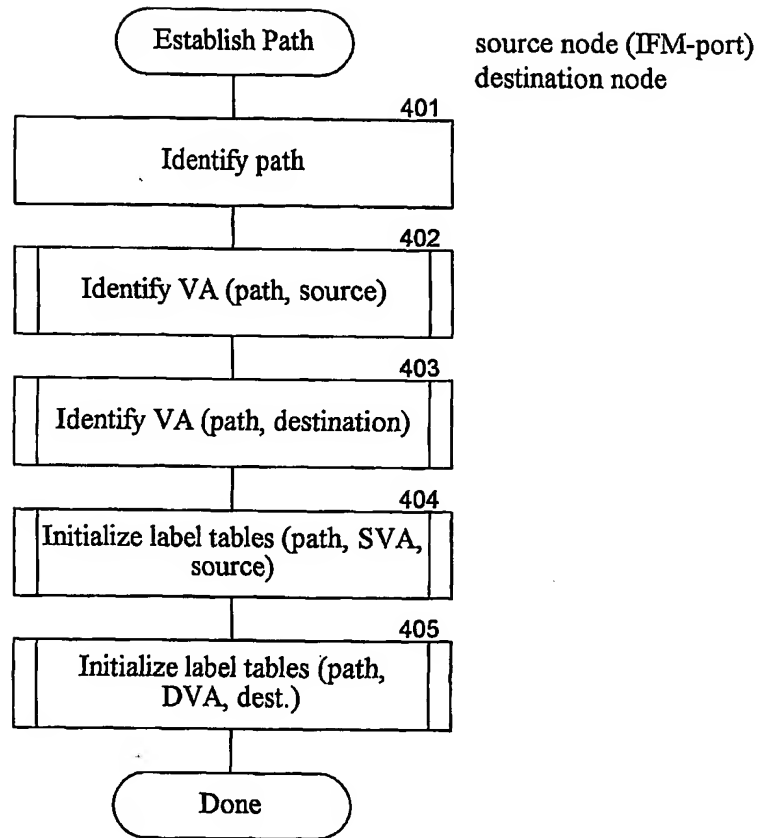 Establish Path
source node (IFM-port)
destination node
401
Identify path
402
Identify VA (path, source)
403
Identify VA (path, destination)
404
Initialize label tables (path, SVA,
source)
405
Initialize label tables (path,
DVA, dest.)
Done